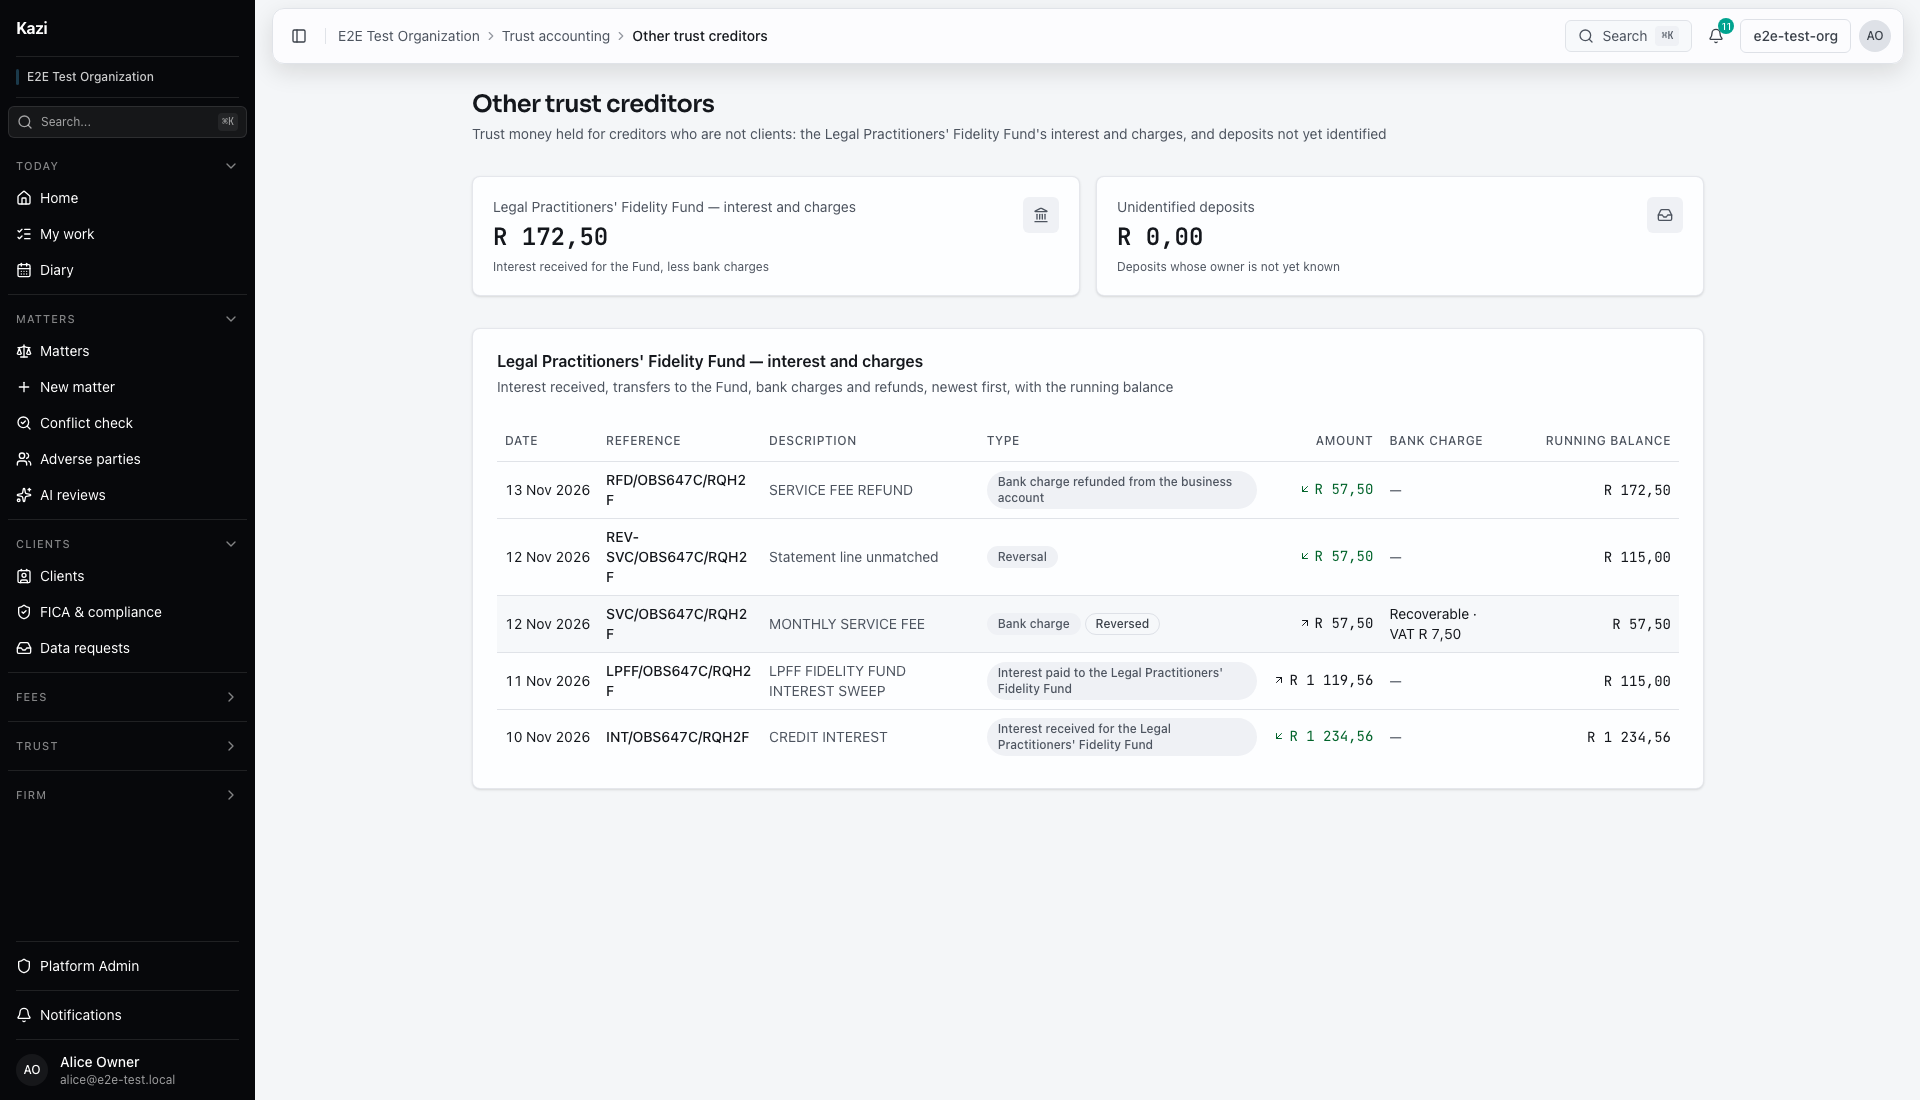 Kazi
E2E Test Organization
Search... ⌘K
TODAY
Home
My work
Diary
MATTERS
Matters
New matter
Conflict check
Adverse parties
AI reviews
CLIENTS
Clients
FICA & compliance
Data requests
FEES
TRUST
FIRM
Platform Admin
Notifications
AO
Alice Owner
alice@e2e-test.local
E2E Test Organization > Trust accounting > Other trust creditors
Search ⌘K
11
e2e-test-org
AO
Other trust creditors
Trust money held for creditors who are not clients: the Legal Practitioners' Fidelity Fund's interest and charges, and deposits not yet identified
Legal Practitioners' Fidelity Fund — interest and charges
R 172,50
Interest received for the Fund, less bank charges
Unidentified deposits
R 0,00
Deposits whose owner is not yet known
Legal Practitioners' Fidelity Fund — interest and charges
Interest received, transfers to the Fund, bank charges and refunds, newest first, with the running balance
DATE REFERENCE DESCRIPTION TYPE AMOUNT BANK CHARGE RUNNING BALANCE
13 Nov 2026 RFD/OBS647C/RQH2
F SERVICE FEE REFUND Bank charge refunded from the business
account R 57,50 — R 172,50
12 Nov 2026 REV-
SVC/OBS647C/RQH2
F Statement line unmatched Reversal R 57,50 — R 115,00
12 Nov 2026 SVC/OBS647C/RQH2
F MONTHLY SERVICE FEE Bank charge Reversed R 57,50 Recoverable ·
VAT R 7,50 R 57,50
11 Nov 2026 LPFF/OBS647C/RQH2
F LPFF FIDELITY FUND
INTEREST SWEEP Interest paid to the Legal Practitioners'
Fidelity Fund R 1 119,56 — R 115,00
10 Nov 2026 INT/OBS647C/RQH2F CREDIT INTEREST Interest received for the Legal
Practitioners' Fidelity Fund R 1 234,56 — R 1 234,56